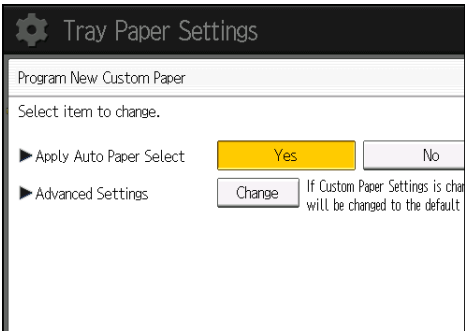 Tray Paper Settings
Program New Custom Paper
Select item to change.
►Apply Auto Paper Select Yes No
►Advanced Settings Change If Custom Paper Settings is
will be changed to the default